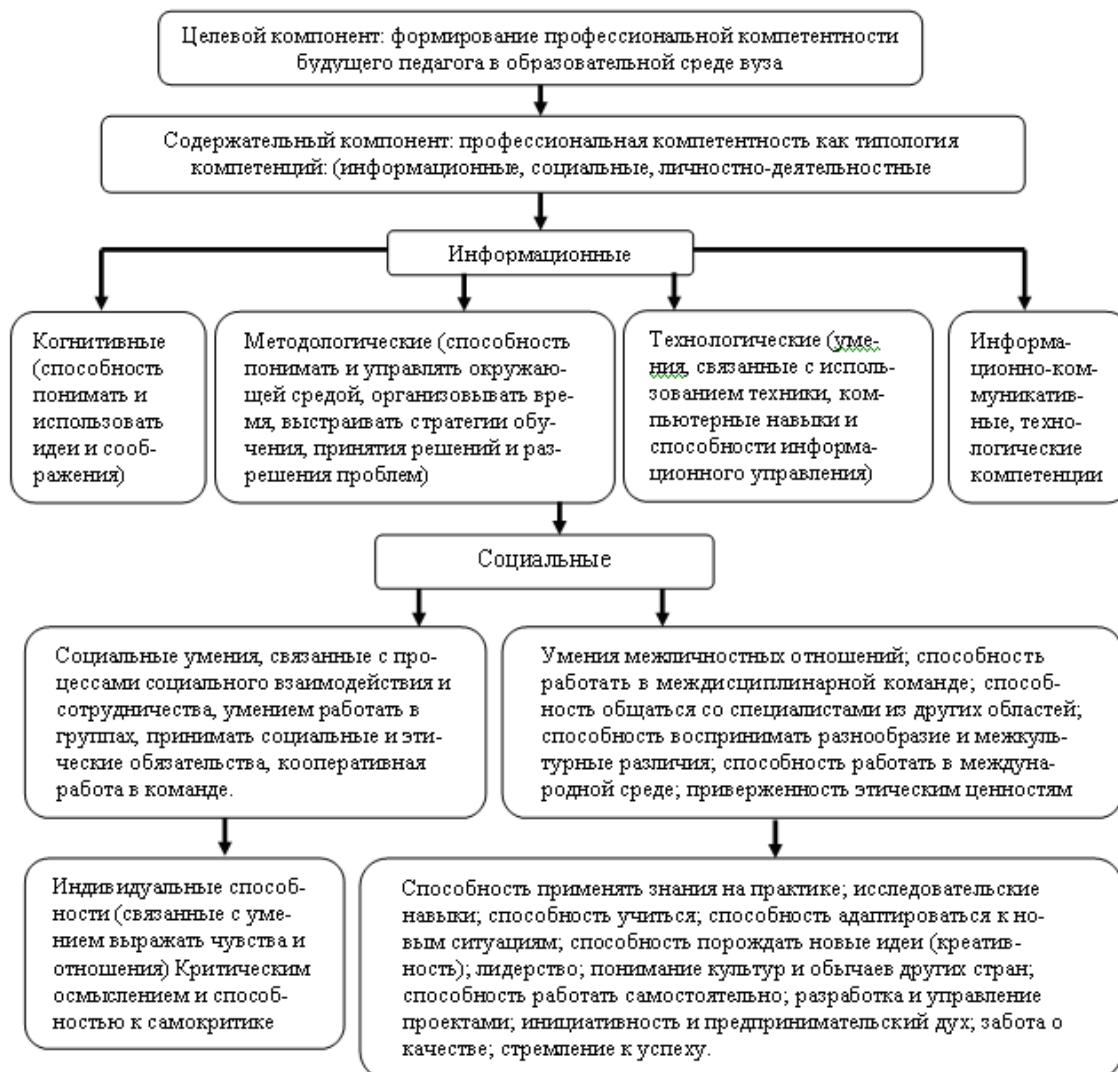 Целевой компонент: формирование профессиональной компетентности
будущего педагога в образовательной среде вуза
Содержательный компонент: профессиональная компетентность как типология
компетенций: (информационные, социальные, личностно-деятельностные
Информационные
Когнитивные
(способность
понимать и
использовать
идеи и сооб-
ражения)
Методологические (способность
понимать и управлять окружаю-
щей средой, организовывать вре-
мя, выстраивать стратегии обу-
чения, принятия решений и раз-
решения проблем)
Технологические (уме-
ния, связанные с исполь-
зованием техники, ком-
пьютерные навыки и
способности информа-
ционного управления)
Информа-
ционно-ком-
муникатив-
ные, техно-
логические
компетенции
Социальные
Социальные умения, связанные с про-
цессами социального взаимодействия и
сотрудничества, умением работать в
группах, принимать социальные и эти-
ческие обязательства, кооперативная
работа в команде.
Умения межличностных отношений; способность
работать в междисциплинарной команде; способ-
ность общаться со специалистами из других областей;
способность воспринимать разнообразие и межкуль-
турные различия; способность работать в междуна-
родной среде; приверженность этическим ценностям
Индивидуальные способ-
ности (связанные с уме-
нием выражать чувства и
отношения) Критическим
осмыслением и способ-
ностью к самокритике
Способность применять знания на практике; исследовательские
навыки; способность учиться; способность адаптироваться к но-
вым ситуациям; способность порождать новые идеи (креатив-
ность); лидерство; понимание культур и обычаев других стран;
способность работать самостоятельно; разработка и управление
проектами; инициативность и предпринимательский дух; забота о
качестве; стремление к успеху.